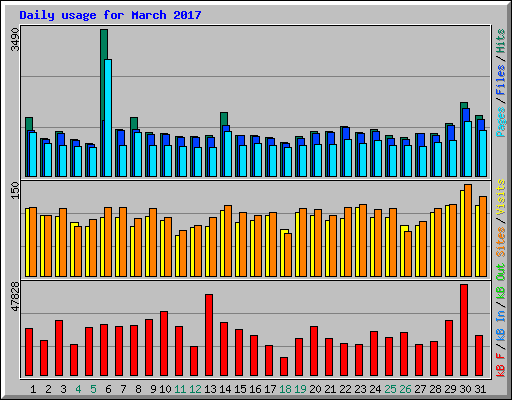 Daily usage for March 2017
3490
Pages/Files/Hits
150
Sites/Visits
47828
kB F/kB In/kB Out
1 2 3 4 5 6 7 8 9 10 11 12 13 14 15 16 17 18 19 20 21 22 23 24 25 26 27 28 29 30 31